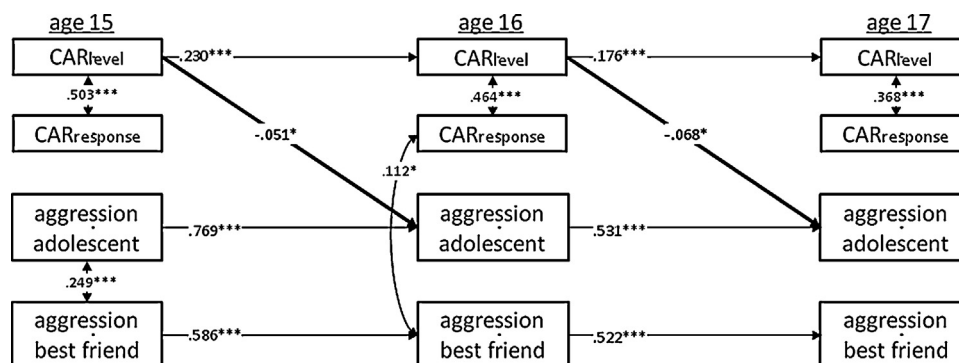 age 15 age 16 age 17
CARlevel .230*** CARlevel .176*** CARlevel
.503*** .464*** .368***
CARresponse CARresponse CARresponse
-.051* -.068*
.112*
aggression aggression aggression
adolescent .769*** adolescent .531*** adolescent
.249***
aggression aggression aggression
best friend .586*** best friend .522*** best friend